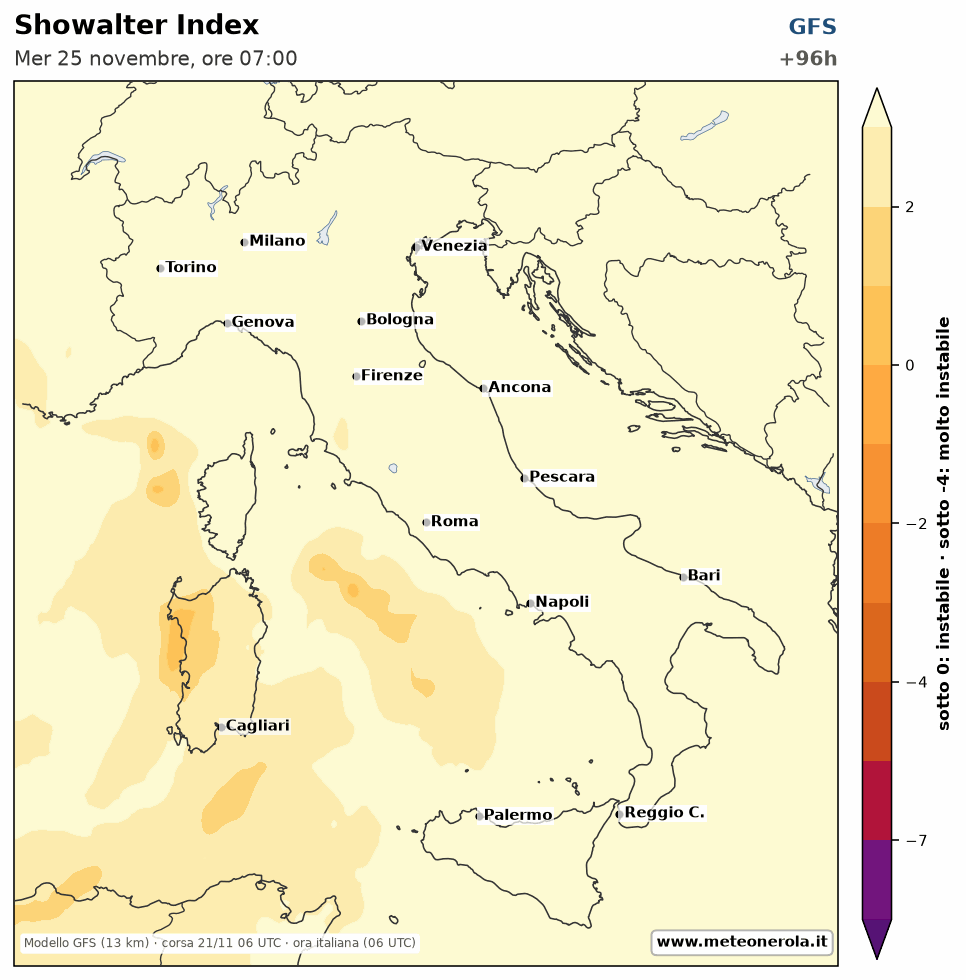 Showalter Index
GFS
Mer 25 novembre, ore 07:00
+96h
Milano
Venezia
Torino
Genova
Bologna
Firenze
Ancona
Pescara
Roma
Bari
Napoli
Cagliari
Palermo
Reggio C.
2
0
−2
−4
−7
sotto 0: instabile · sotto -4: molto instabile
Modello GFS (13 km) · corsa 21/11 06 UTC · ora italiana (06 UTC)
www.meteonerola.it